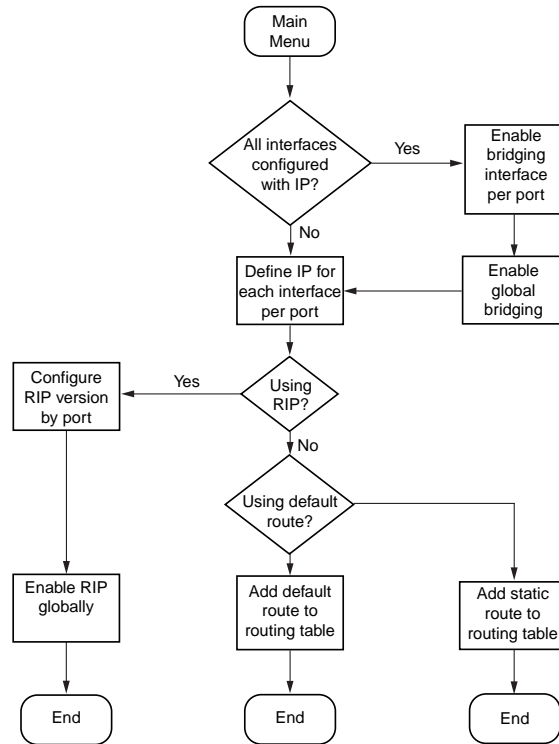 Main
Menu
All interfaces
configured
with IP?
Yes
Enable
bridging
interface
per port
No
Define IP for
each interface
per port
Enable
global
bridging
Configure
RIP version
by port
Yes
Using
RIP?
No
Using default
route?
Enable RIP
globally
Add default
route to
routing table
Add static
route to
routing table
End
End
End